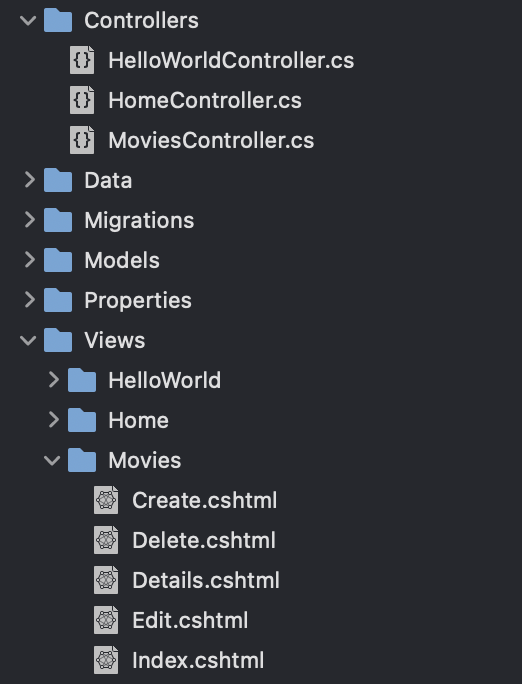 Controllers
HelloWorldController.cs
HomeController.cs
MoviesController.cs
Data
Migrations
Models
Properties
Views
HelloWorld
Home
Movies
Create.cshtml
Delete.cshtml
Details.cshtml
Edit.cshtml
Index.cshtml